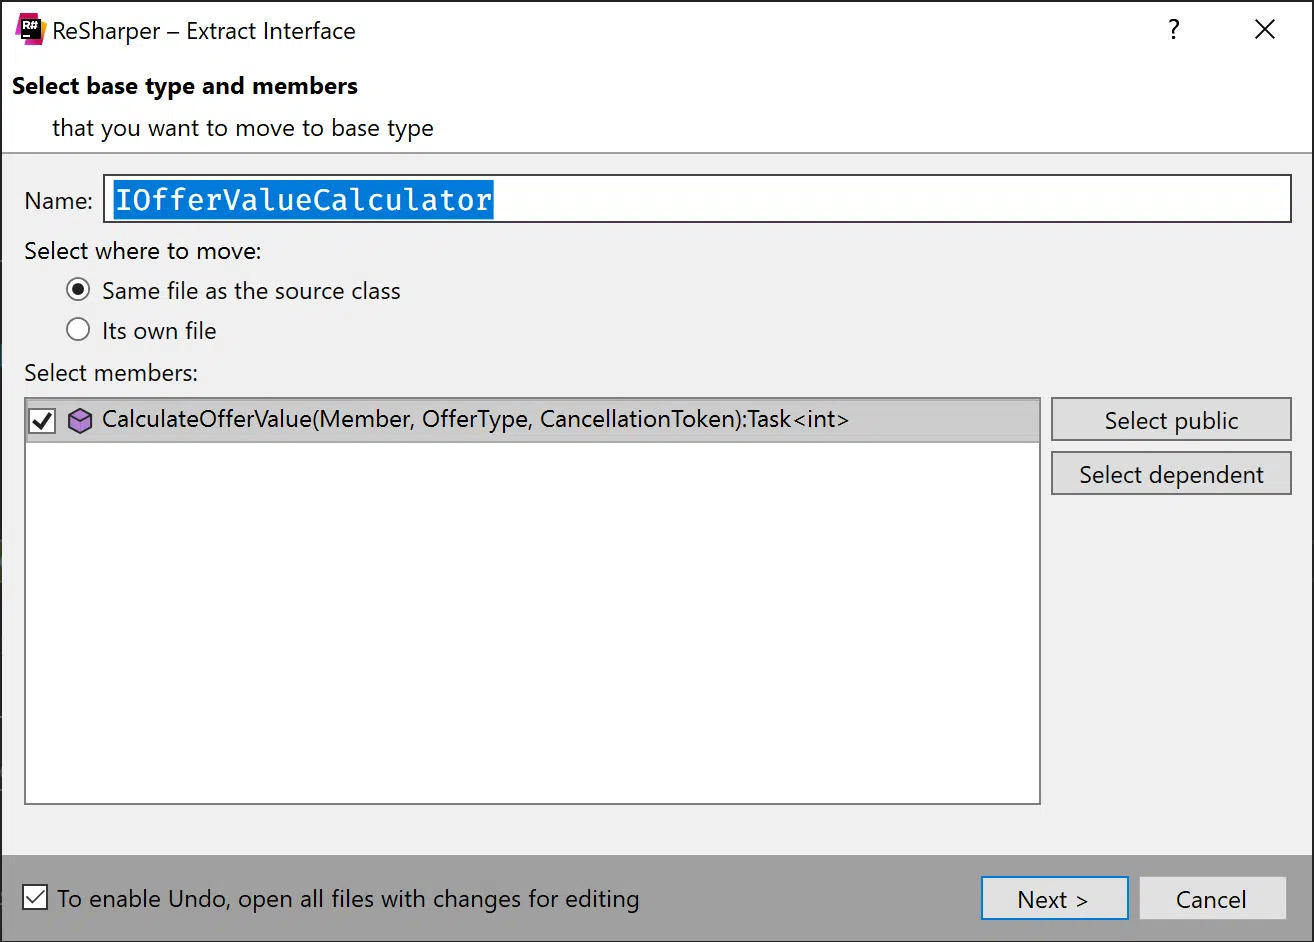 R#
ReSharper – Extract Interface
?
Select base type and members
that you want to move to base type
Name: IOfferValueCalculator
Select where to move:
Same file as the source class
Its own file
Select members:
CalculateOfferValue(Member, OfferType, CancellationToken):Task<int>
Select public
Select dependent
To enable Undo, open all files with changes for editing
Next >
Cancel